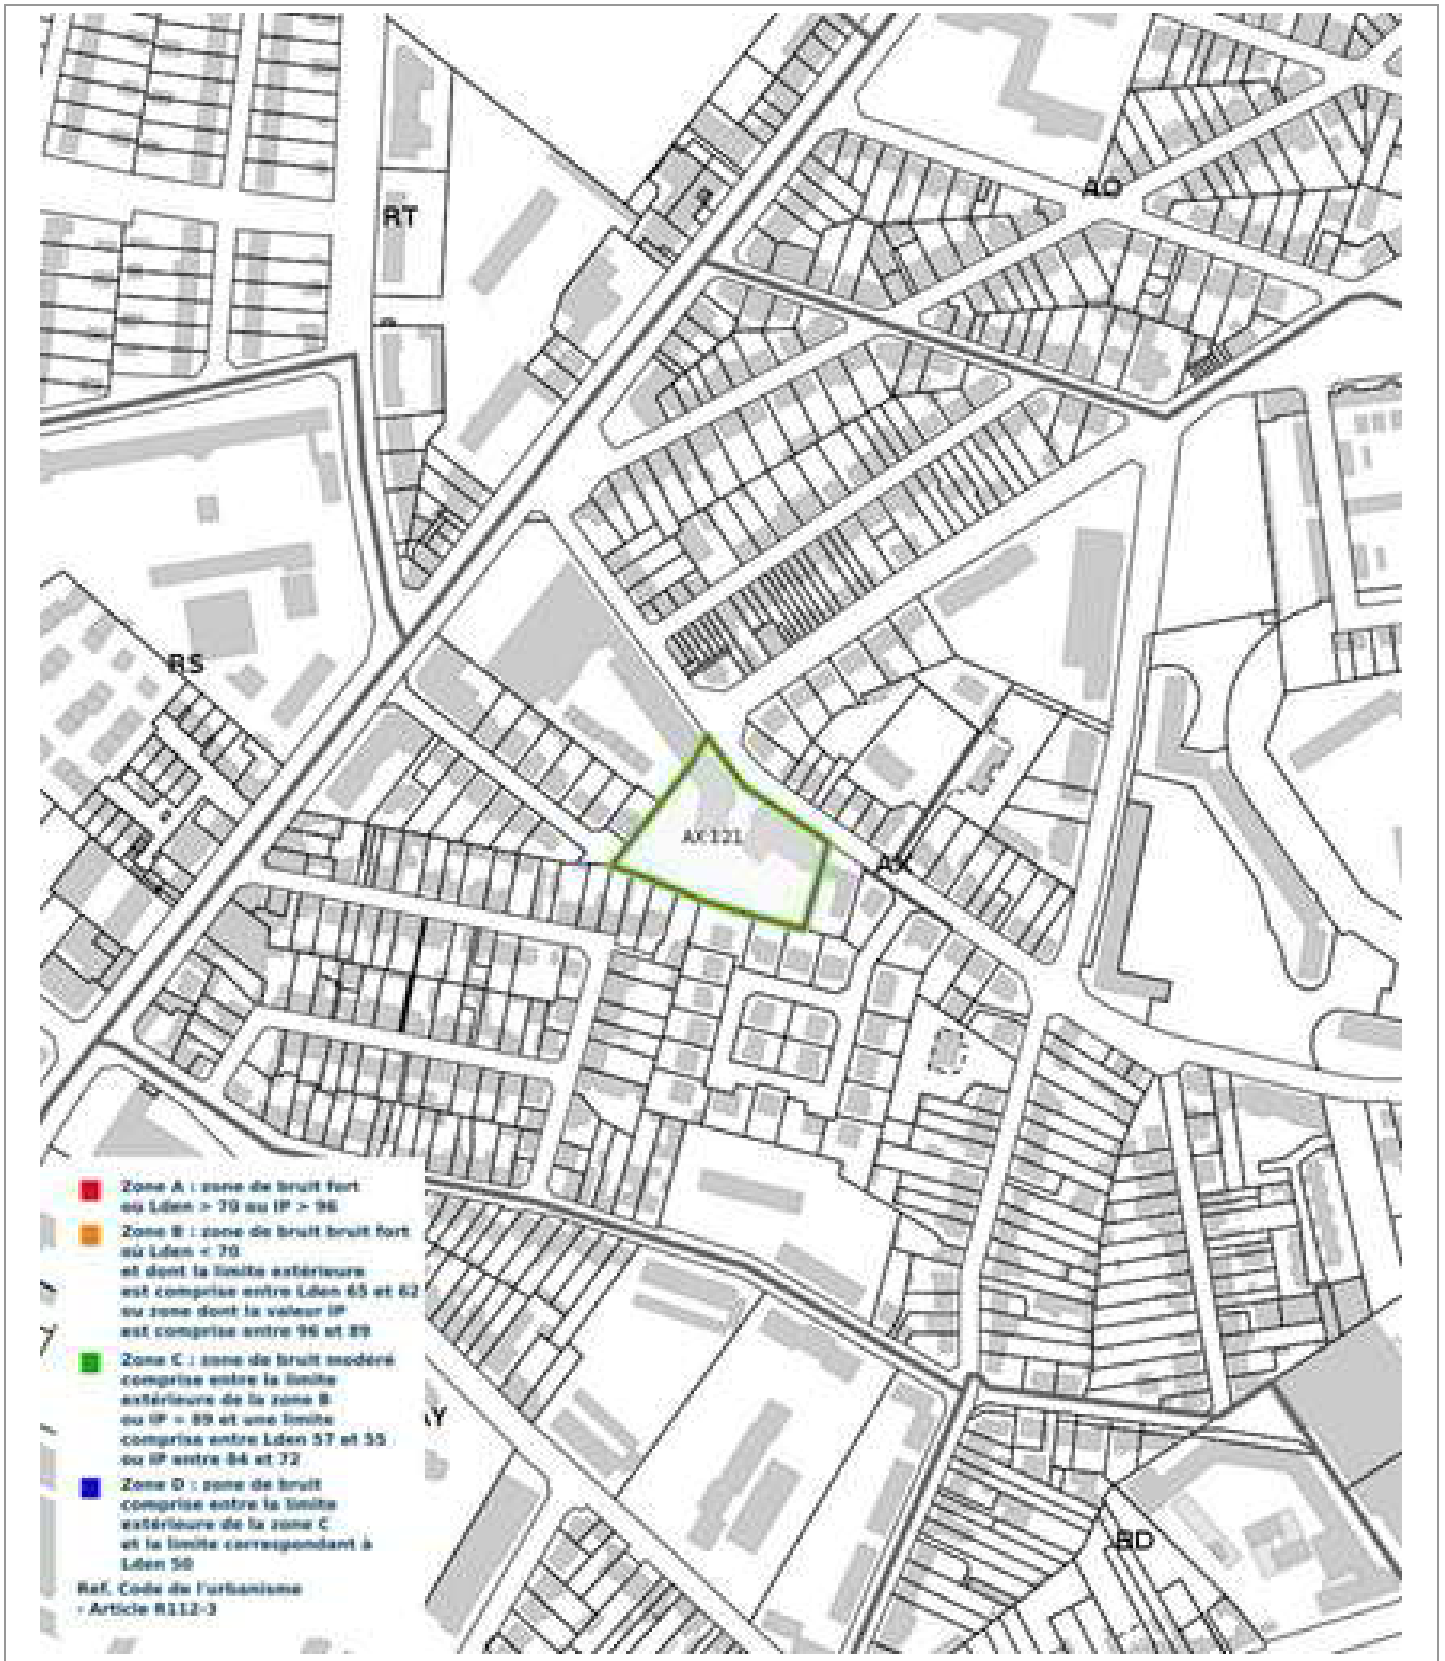 AO
RT
RS
AX 121
AX
Zone A : zone de bruit fort
où Lden > 70 ou IP > 96
Zone B : zone de bruit bruit fort
où Lden < 70
et dont la limite extérieure
est comprise entre Lden 65 et 62
ou zone dont la valeur IP
est comprise entre 96 et 89
Zone C : zone de bruit modéré
comprise entre la limite
extérieure de la zone B
ou IP = 89 et une limite
comprise entre Lden 57 et 55
ou IP entre 84 et 72
AY
Zone D : zone de bruit
comprise entre la limite
extérieure de la zone C
et la limite correspondant à
Lden 50
BD
Ref. Code de l'urbanisme
- Article R112-3